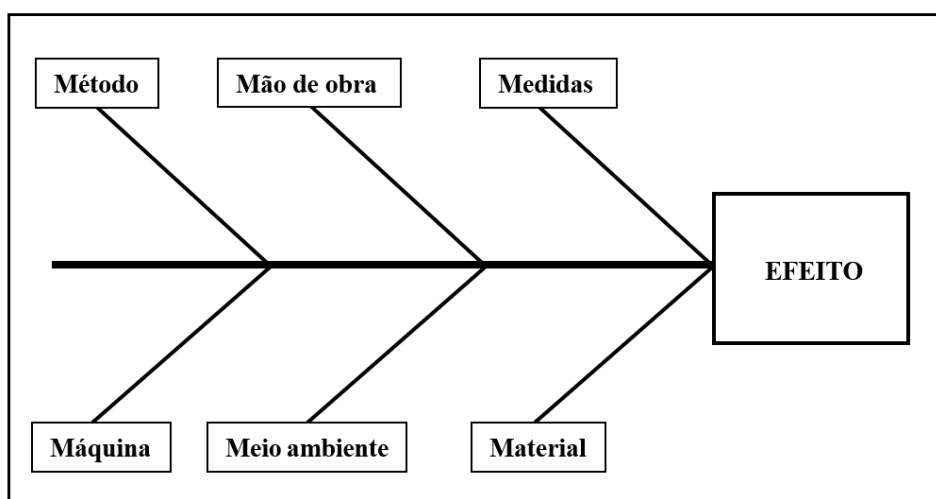 Método
Mão de obra
Medidas
EFEITO
Máquina
Meio ambiente
Material